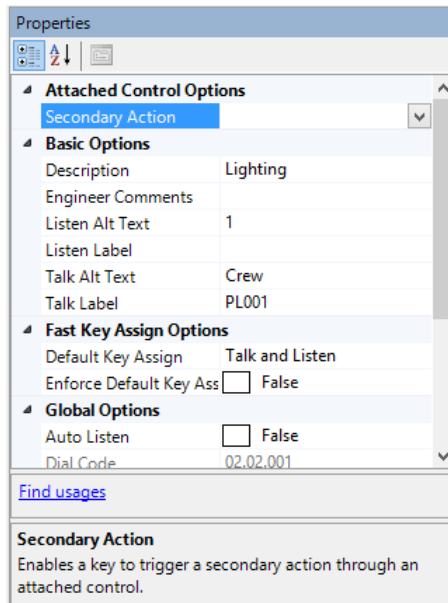 Properties
Attached Control Options
Secondary Action
Basic Options
Description Lighting
Engineer Comments
Listen Alt Text 1
Listen Label
Talk Alt Text Crew
Talk Label PL001
Fast Key Assign Options
Default Key Assign Talk and Listen
Enforce Default Key Ass False
Global Options
Auto Listen False
Dial Code 02.02.001
Find usages
Secondary Action
Enables a key to trigger a secondary action through an
attached control.